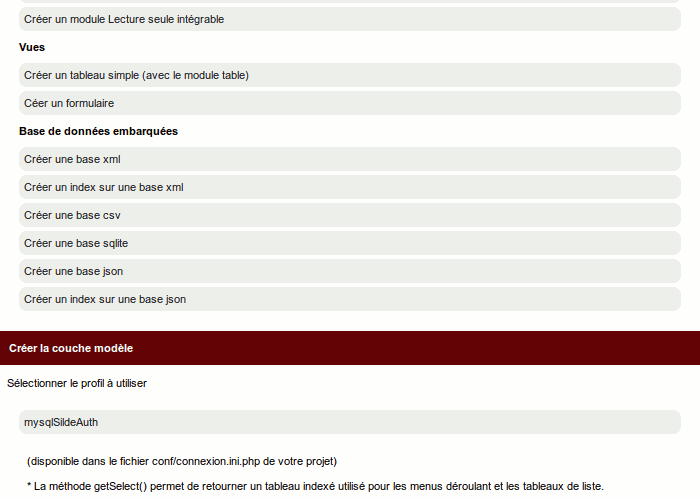 Créer un module Lecture seule intégrable
Vues
Créer un tableau simple (avec le module table)
Céer un formulaire
Base de données embarquées
Créer une base xml
Créer un index sur une base xml
Créer une base csv
Créer une base sqlite
Créer une base json
Créer un index sur une base json
Créer la couche modèle
Sélectionner le profil à utiliser
mysqlSildeAuth
(disponible dans le fichier conf/connexion.ini.php de votre projet)
* La méthode getSelect() permet de retourner un tableau indexé utilisé pour les menus déroulant et les tableaux de liste.